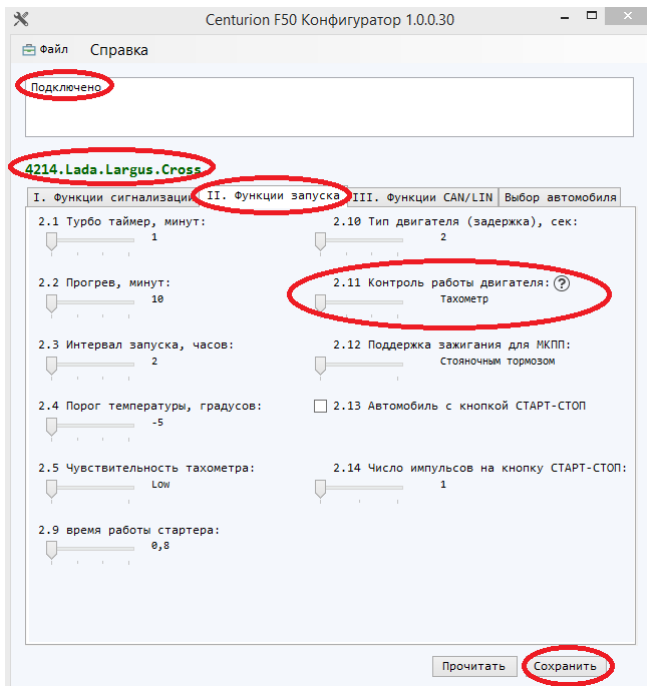 Centurion F50 Конфигуратор 1.0.0.30
Файл Справка
Подключено
4214.Lada.Largus.Cross
I. Функции сигнализации II. Функции запуска III. Функции CAN/LIN Выбор автомобиля
2.1 Турбо таймер, минут:
1
2.2 Прогрев, минут:
10
2.3 Интервал запуска, часов:
2
2.4 Порог температуры, градусов:
-5
2.5 Чувствительность тахометра:
Low
2.9 время работы стартера:
0,8
2.10 Тип двигателя (задержка), сек:
2
2.11 Контроль работы двигателя: ?
Тахометр
2.12 Поддержка зажигания для МКПП:
Стояночным тормозом
2.13 Автомобиль с кнопкой СТАРТ-СТОП
2.14 Число импульсов на кнопку СТАРТ-СТОП:
1
Прочитать Сохранить